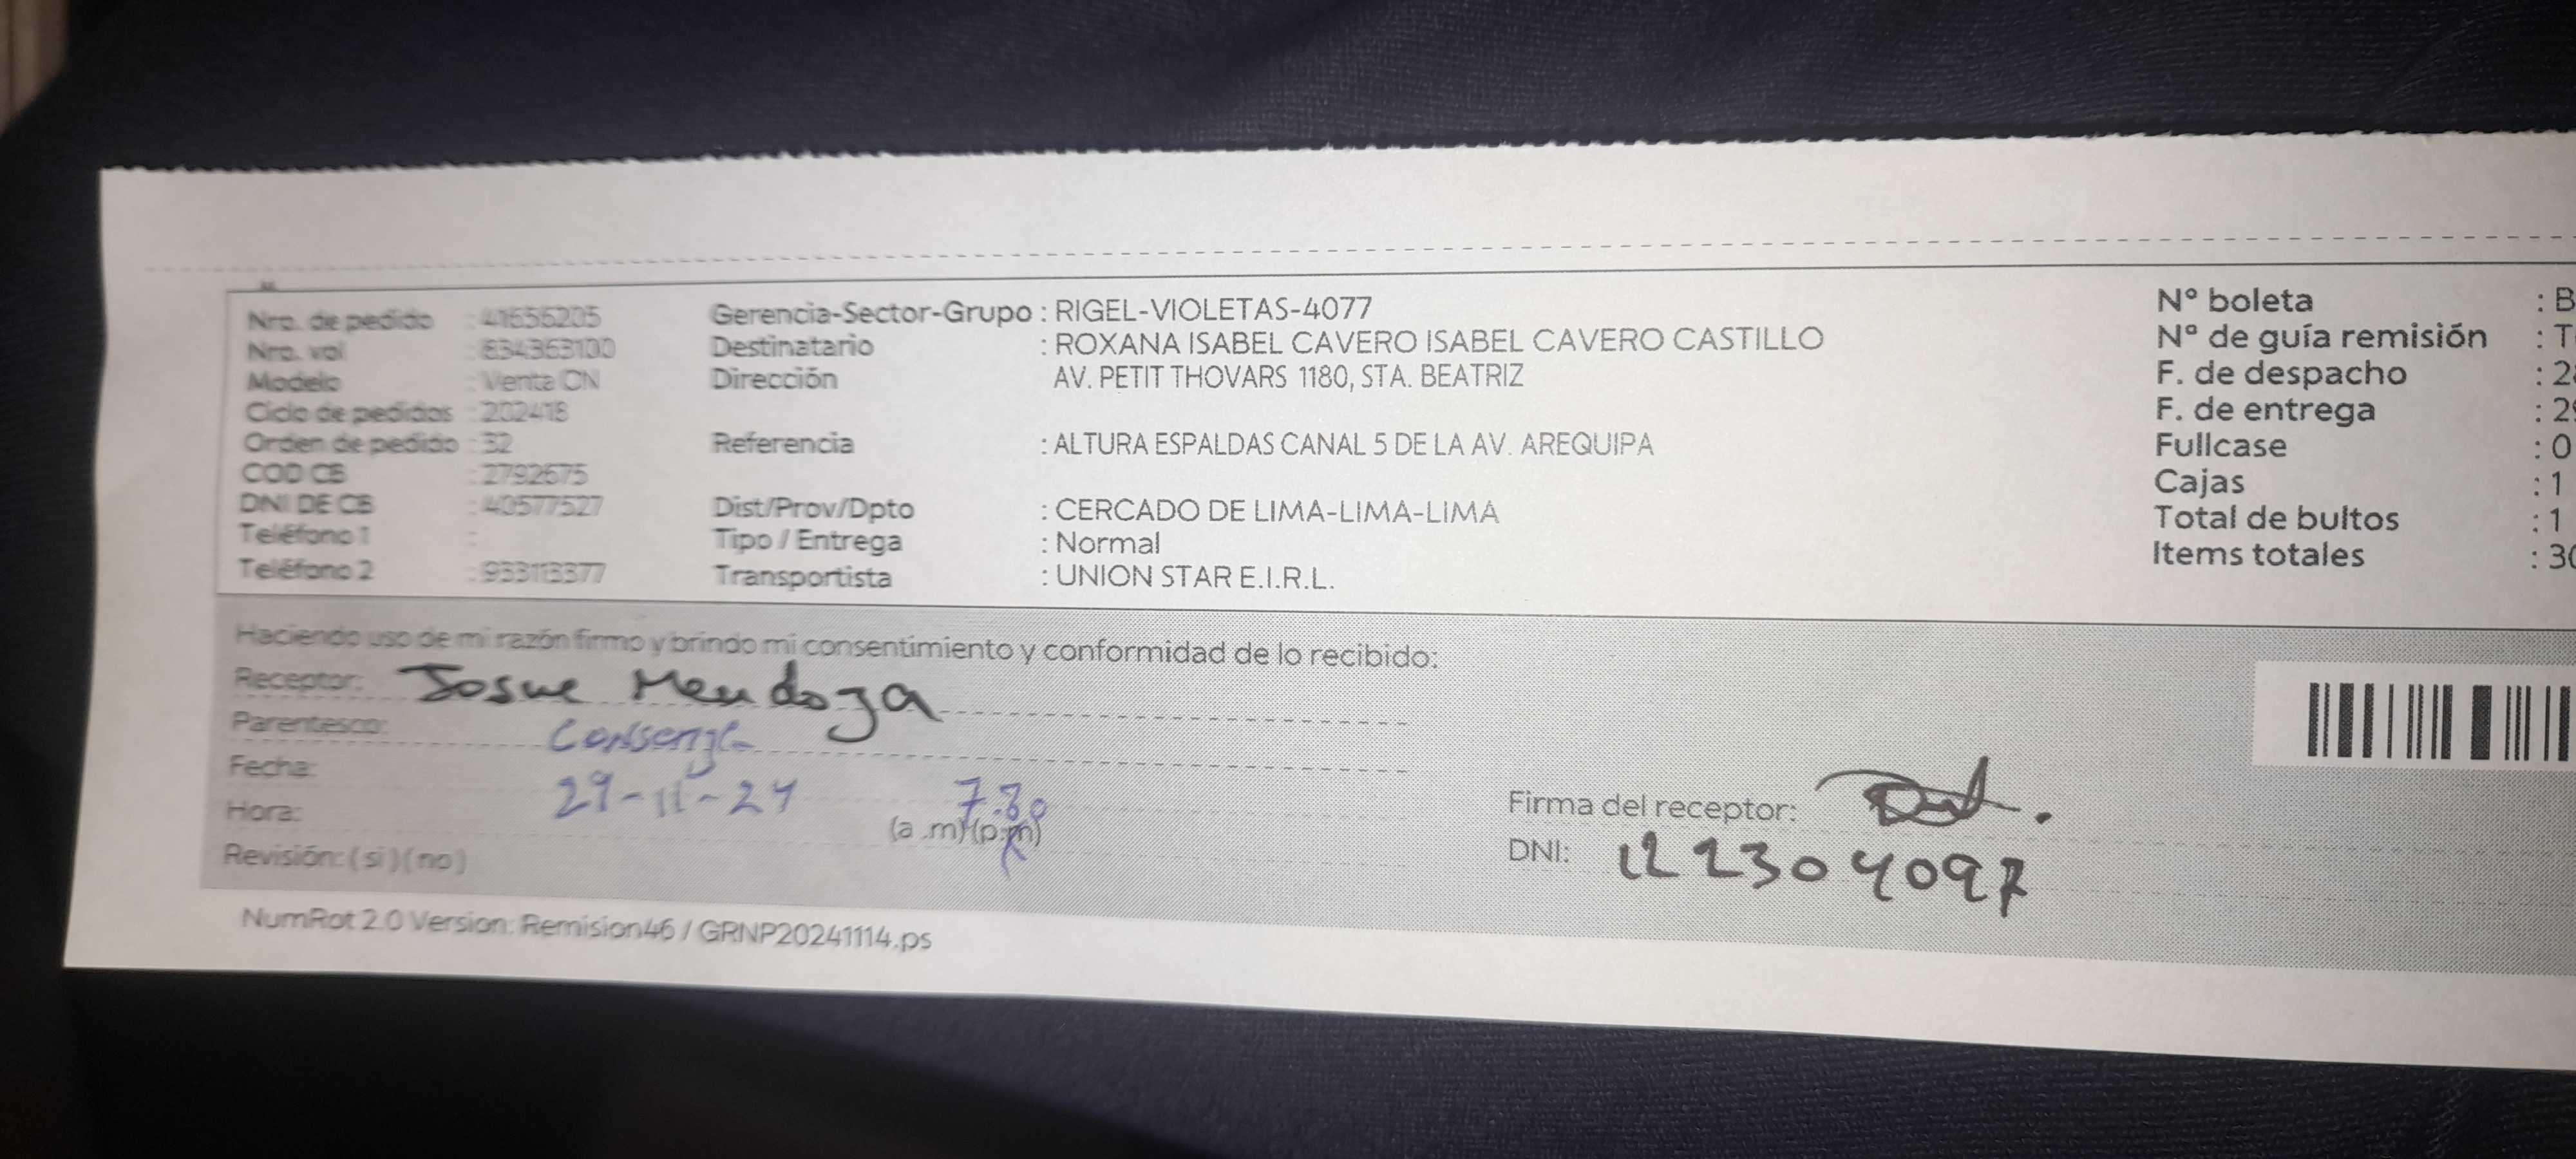 Nro. de pedido : 41656205
Nro. vol : 834363100
Modelo : Venta CN
Ciclo de pedidos : 202418
Orden de pedido : 32
COD CB : 2792675
DNI DE CB : 40577527
Teléfono 1 :
Teléfono 2 : 933113377
Gerencia-Sector-Grupo : RIGEL-VIOLETAS-4077
Destinatario : ROXANA ISABEL CAVERO ISABEL CAVERO CASTILLO
Dirección AV. PETIT THOVARS 1180, STA. BEATRIZ
Referencia : ALTURA ESPALDAS CANAL 5 DE LA AV. AREQUIPA
Dist/Prov/Dpto : CERCADO DE LIMA-LIMA-LIMA
Tipo / Entrega : Normal
Transportista : UNION STAR E.I.R.L.
N° boleta : B
N° de guía remisión : T
F. de despacho : 2
F. de entrega : 2
Fullcase : 0
Cajas : 1
Total de bultos : 1
Items totales : 30
Haciendo uso de mi razón firmo y brindo mi consentimiento y conformidad de lo recibido:
Receptor: Josue Mendoza
Parentesco: Conserge
Fecha: 29-11-24
Hora: 7.30 (a .m) (p.m)
Revisión: ( si ) ( no )
Firma del receptor:
DNI:
NumRot 2.0 Version: Remision46 / GRNP20241114.ps